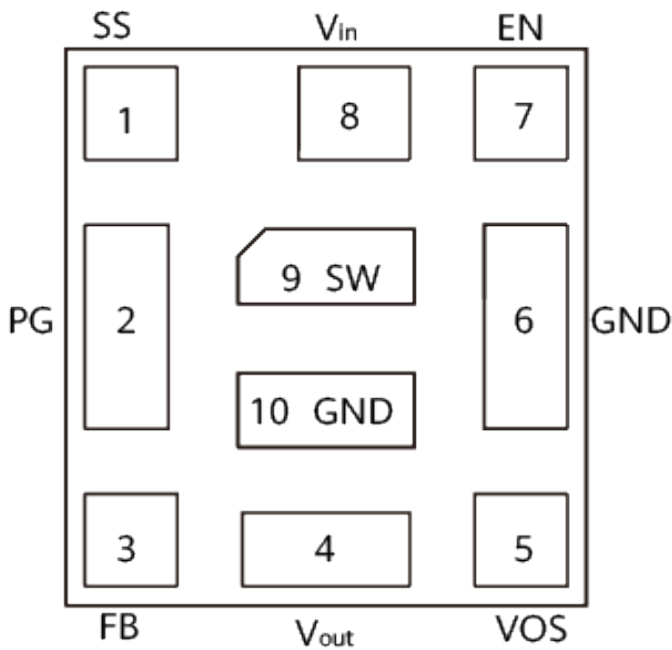 SS Vin EN
1 8 7
9 SW
PG 2 6 GND
10 GND
3 4 5
FB Vout VOS